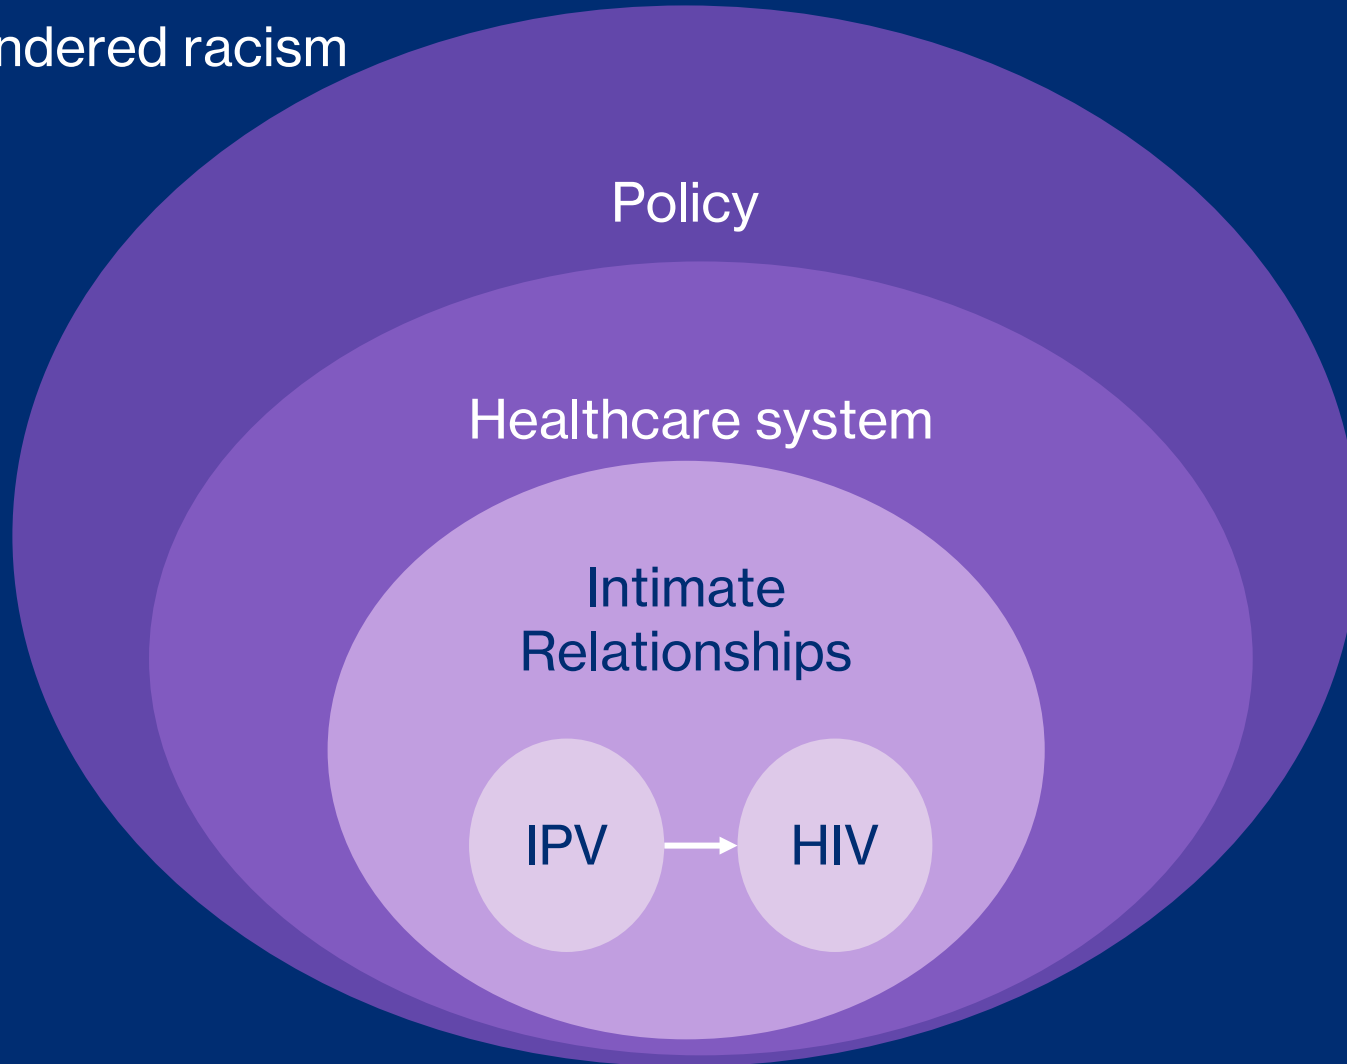 ndered racism
Policy
Healthcare system
Intimate
Relationships
IPV
HIV